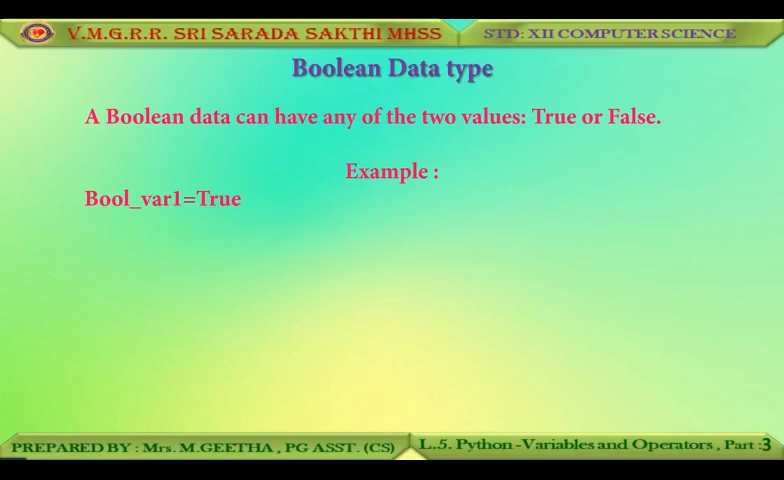 V.M.G.R.R. SRI SARADA SAKTHI MHSS STD: XII COMPUTER SCIENCE
Boolean Data type
A Boolean data can have any of the two values: True or False.
Example :
Bool_var1=True
PREPARED BY : Mrs. M.GEETHA , PG ASST. (CS) L.5. Python -Variables and Operators , Part :3